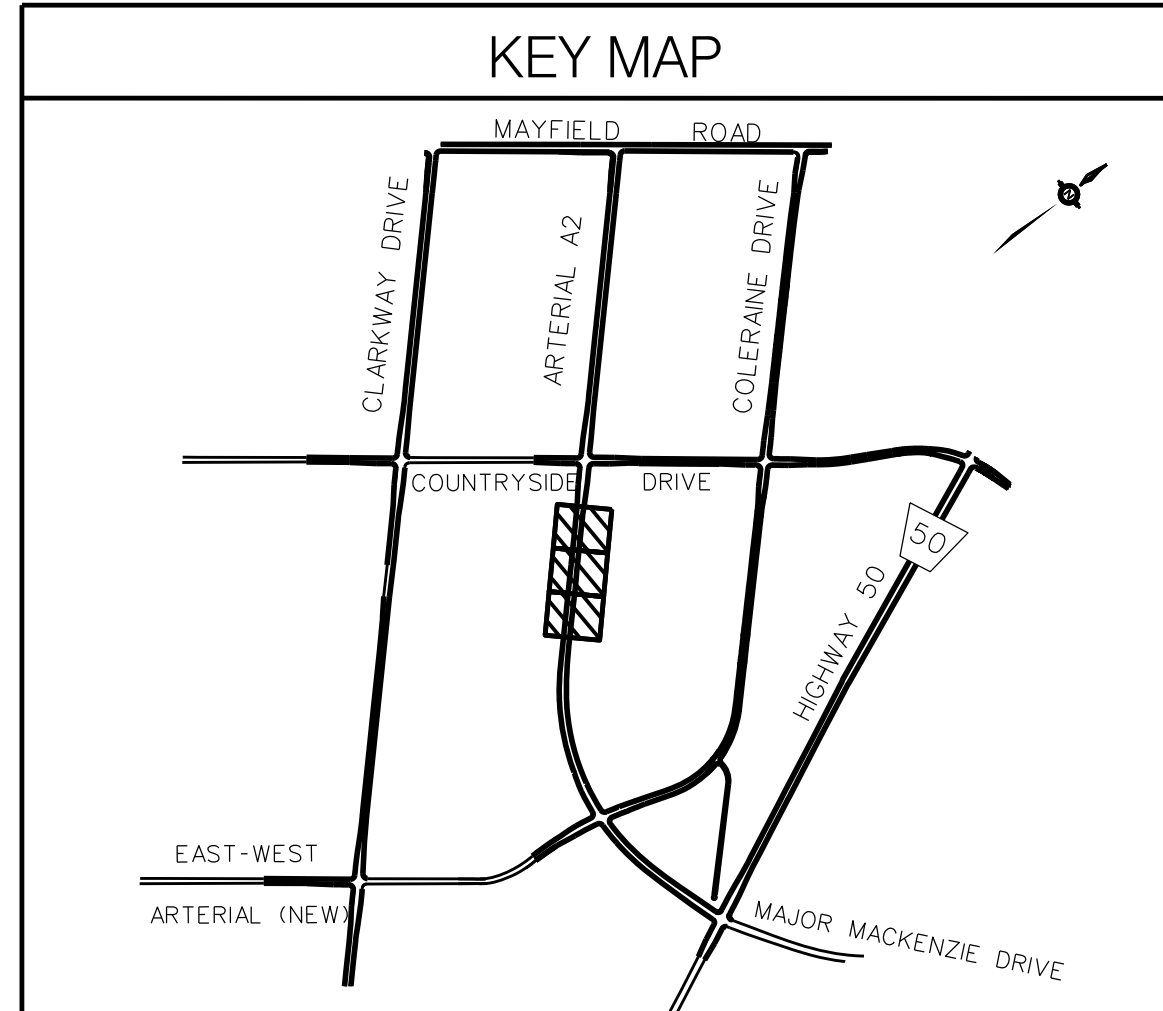 KEY MAP
MAYFIELD ROAD
N
CLARKWAY DRIVE
ARTERIAL A2
COLERAINE DRIVE
COUNTRYSIDE DRIVE
50
HIGHWAY 50
EAST-WEST
ARTERIAL (NEW)
MAJOR MACKENZIE DRIVE